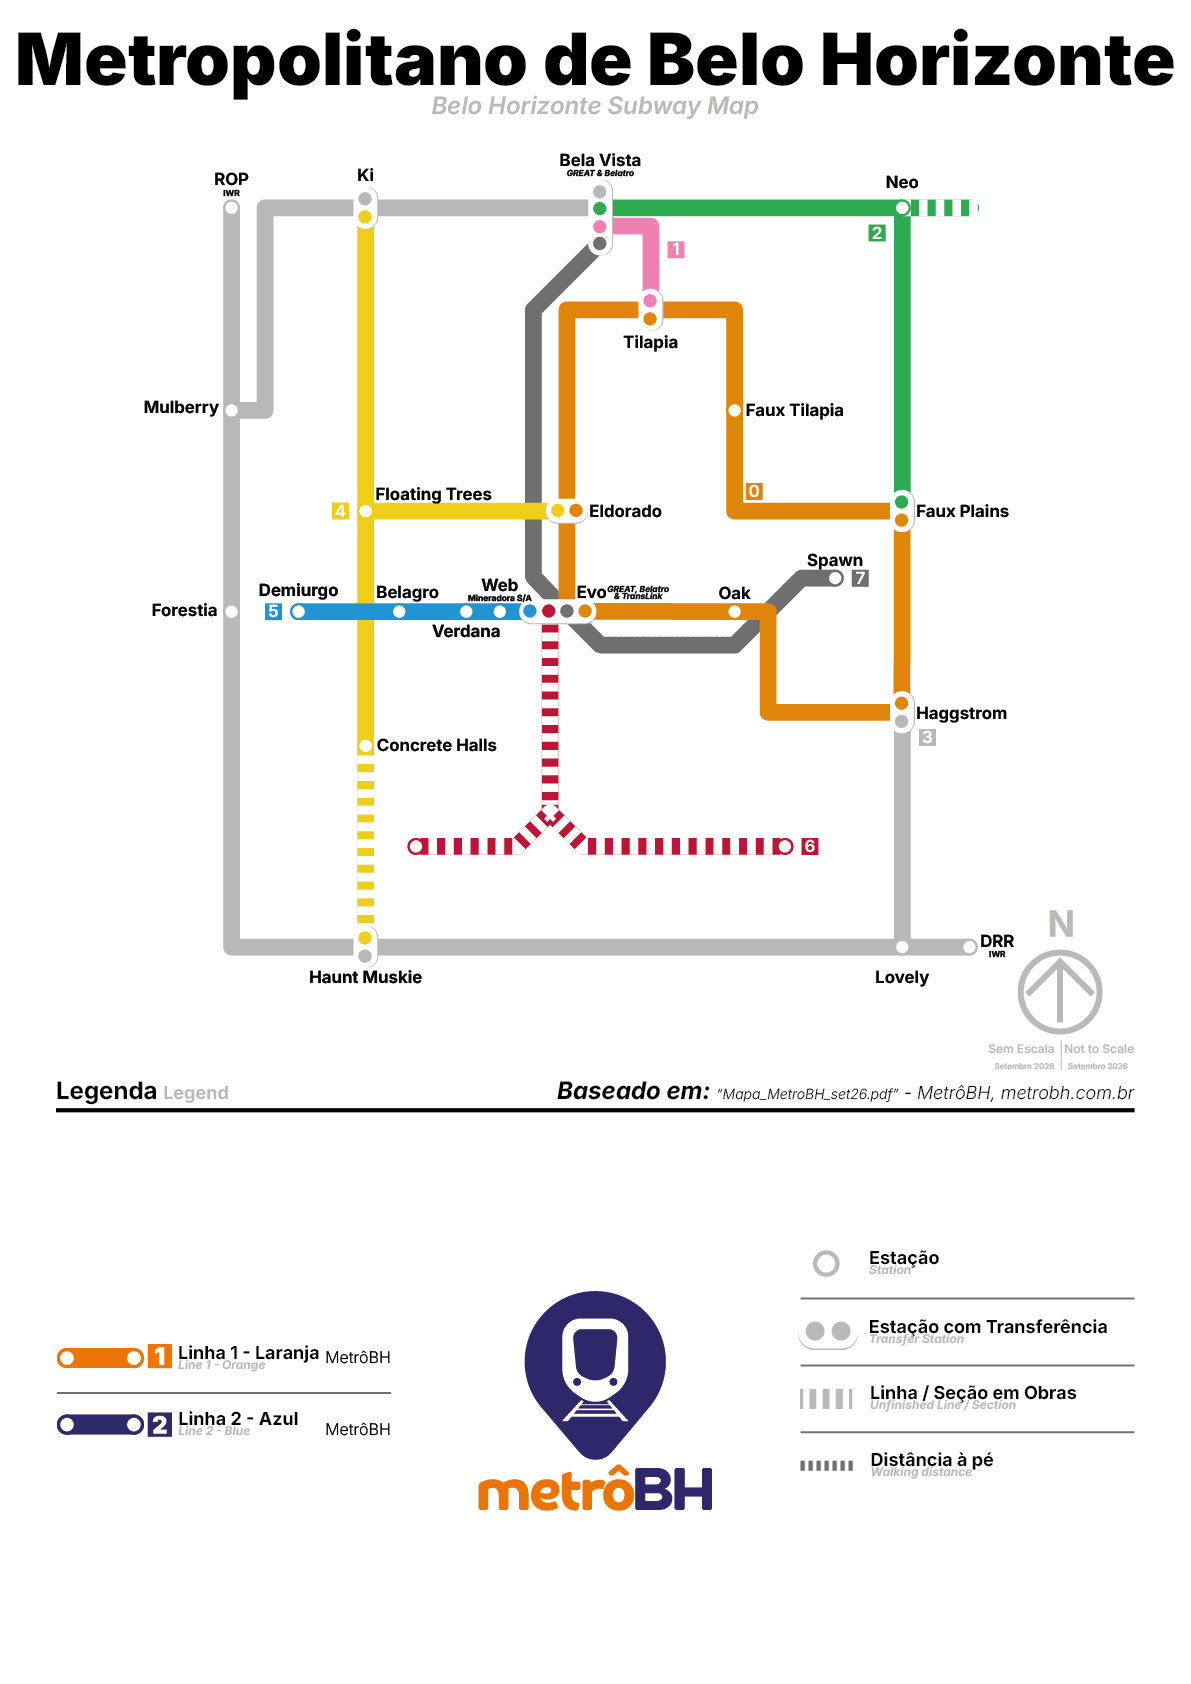 Metropolitano de Belo Horizonte
Belo Horizonte Subway Map
Bela Vista
GREAT & Belatro
Ki
ROP
IWR
Neo
2
1
Tilapia
Mulberry
Faux Tilapia
Floating Trees
0
4
Eldorado
Faux Plains
Spawn
7
Demiurgo
Belagro
Web
Mineradora S/A
Evo
GREAT, Belatro
& TransLink
Oak
Forestia
5
Verdana
Haggstrom
3
Concrete Halls
6
N
DRR
IWR
Haunt Muskie
Lovely
Sem Escala
Setembro 2026
Not to Scale
Setembro 2026
Legenda Legend
Baseado em: “Mapa_MetroBH_set26.pdf” - MetrôBH, metrobh.com.br
Estação
Station
Estação com Transferência
Transfer Station
1 Linha 1 - Laranja MetrôBH
Line 1 - Orange
Linha / Seção em Obras
Unfinished Line / Section
2 Linha 2 - Azul MetrôBH
Line 2 - Blue
Distância à pé
Walking distance
metrôBH